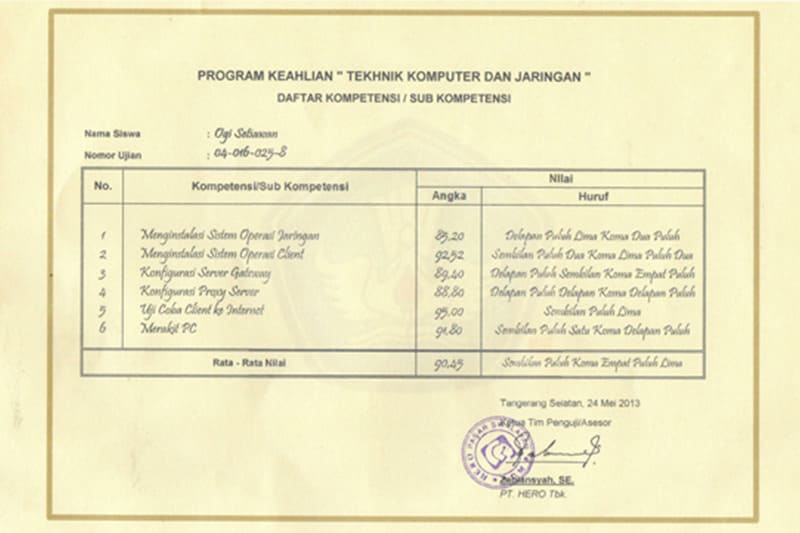 PROGRAM KEAHLIAN " TEKHNIK KOMPUTER DAN JARINGAN "
DAFTAR KOMPETENSI / SUB KOMPETENSI
Nama Siswa : Ogi Setiawan
Nomor Ujian : 04-016-025-8
No. Kompetensi/Sub Kompetensi Nilai
Angka Huruf
1 Menginstalasi Sistem Operasi Jaringan 85,20 Delapan Puluh Lima Koma Dua Puluh
2 Menginstalasi Sistem Operasi Client 92,52 Sembilan Puluh Dua Koma Lima Puluh Dua
3 Konfigurasi Server Gateway 89,40 Delapan Puluh Sembilan Koma Empat Puluh
4 Konfigurasi Proxy Server 88,80 Delapan Puluh Delapan Koma Delapan Puluh
5 Uji Coba Client ke Internet 95,00 Sembilan Puluh Lima
6 Merakit PC 91,80 Sembilan Puluh Satu Koma Delapan Puluh
Rata - Rata Nilai 90,45 Sembilan Puluh Koma Empat Puluh Lima
Tangerang Selatan, 24 Mei 2013
Ketua Tim Penguji/Asesor
HERO PASAR SWALAYAN
Zebiansyah, SE.
PT. HERO Tbk.